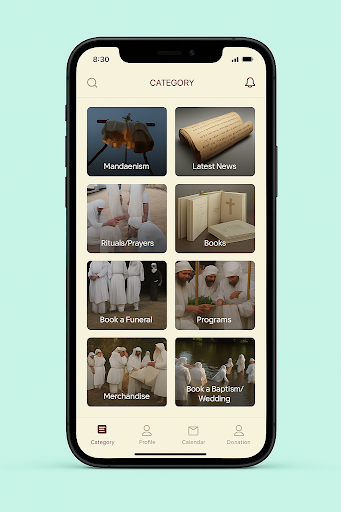 8:30
CATEGORY
Mandaenism
Latest News
Rituals/Prayers
Books
Book a Funeral
Programs
Merchandise
Book a Baptism/
Wedding
Category
Profile
Calendar
Donation